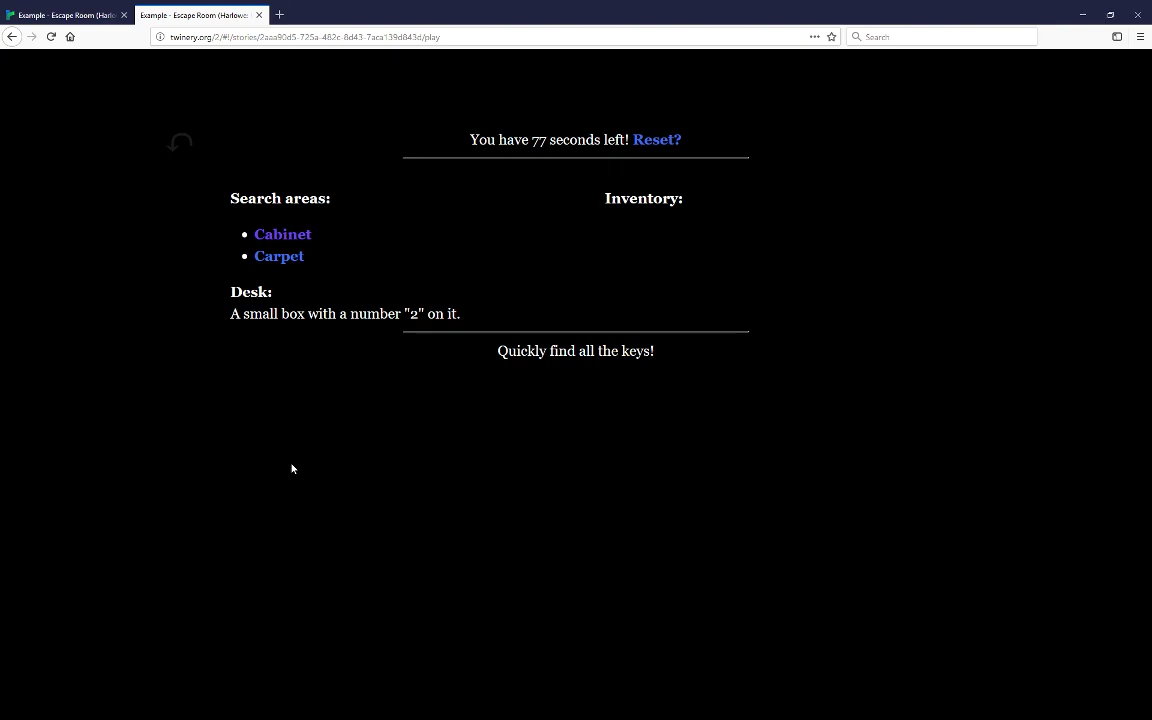 Example - Escape Room (Harlo
Example - Escape Room (Harlowe:
twinery.org/2/#!/stories/2aaa90d5-725a-482c-8d43-7aca139d843d/play
Search
You have 77 seconds left! Reset?
Search areas:
Inventory:
Cabinet
Carpet
Desk:
A small box with a number "2" on it.
Quickly find all the keys!